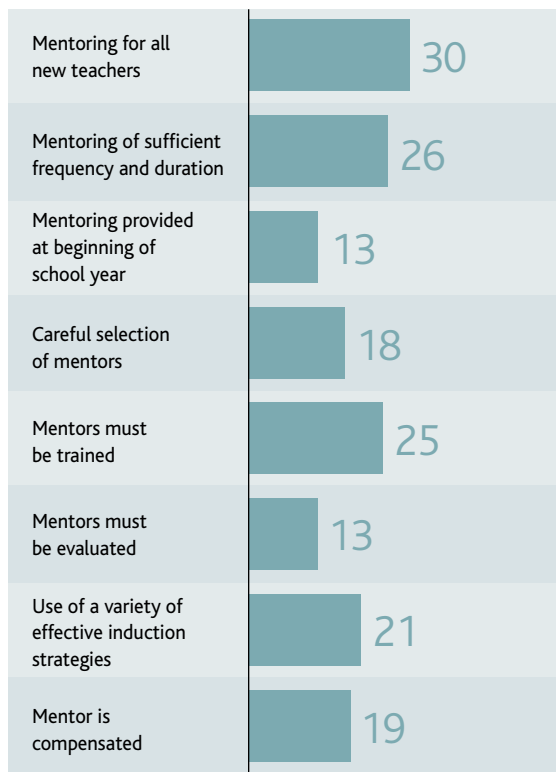 Mentoring for all
new teachers
30
Mentoring of sufficient
frequency and duration
26
Mentoring provided
at beginning of
school year
13
Careful selection
of mentors
18
Mentors must
be trained
25
Mentors must
be evaluated
13
Use of a variety of
effective induction
strategies
21
Mentor is
compensated
19